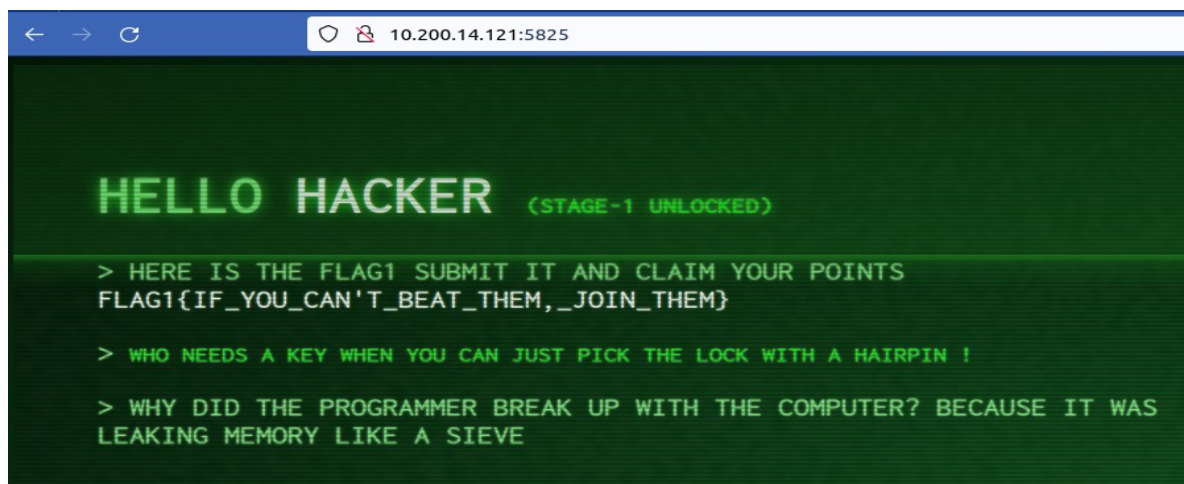 10.200.14.121:5825
HELLO HACKER (STAGE-1 UNLOCKED)
> HERE IS THE FLAG1 SUBMIT IT AND CLAIM YOUR POINTS
FLAG1{IF_YOU_CAN'T_BEAT_THEM,_JOIN_THEM}
> WHO NEEDS A KEY WHEN YOU CAN JUST PICK THE LOCK WITH A HAIRPIN !
> WHY DID THE PROGRAMMER BREAK UP WITH THE COMPUTER? BECAUSE IT WAS
LEAKING MEMORY LIKE A SIEVE